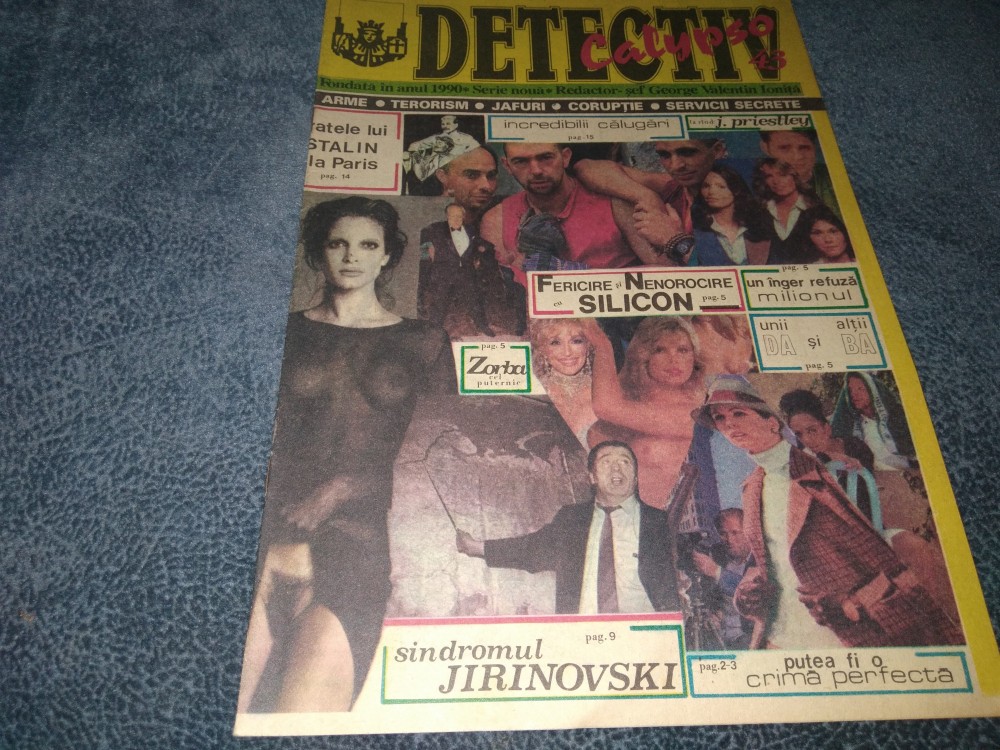 DETECTIV
Calypso
43
Fondată în anul 1990 • Serie nouă • Redactor-șef George Valentin Ioniță
ARME • TERORISM • JAFURI • CORUPȚIE • SERVICII SECRETE
atele lui
STALIN
la Paris
pag. 14
incredibilii călugări
pag. 15
j. priestley
FERICIRE și NENOROCIRE
cu SILICON pag. 5
pag. 5
un înger refuză
milionul
unii alții
DA și BA
pag. 5
pag. 5
Zorba
cel
puternic
sindromul pag. 9
JIRINOVSKI
pag. 2-3 putea fi o
crimă perfectă